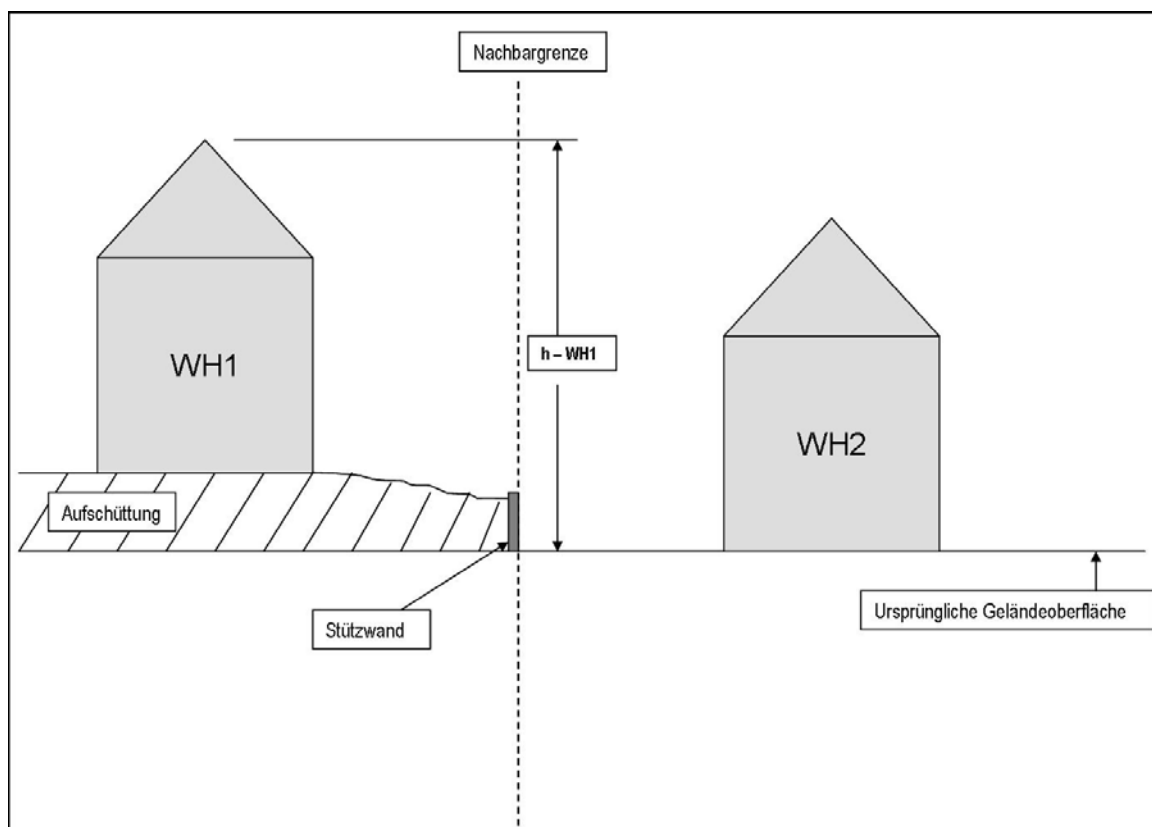 Nachbargrenze
WH1
h – WH1
WH2
Aufschüttung
Stützwand
Ursprüngliche Geländeoberfläche